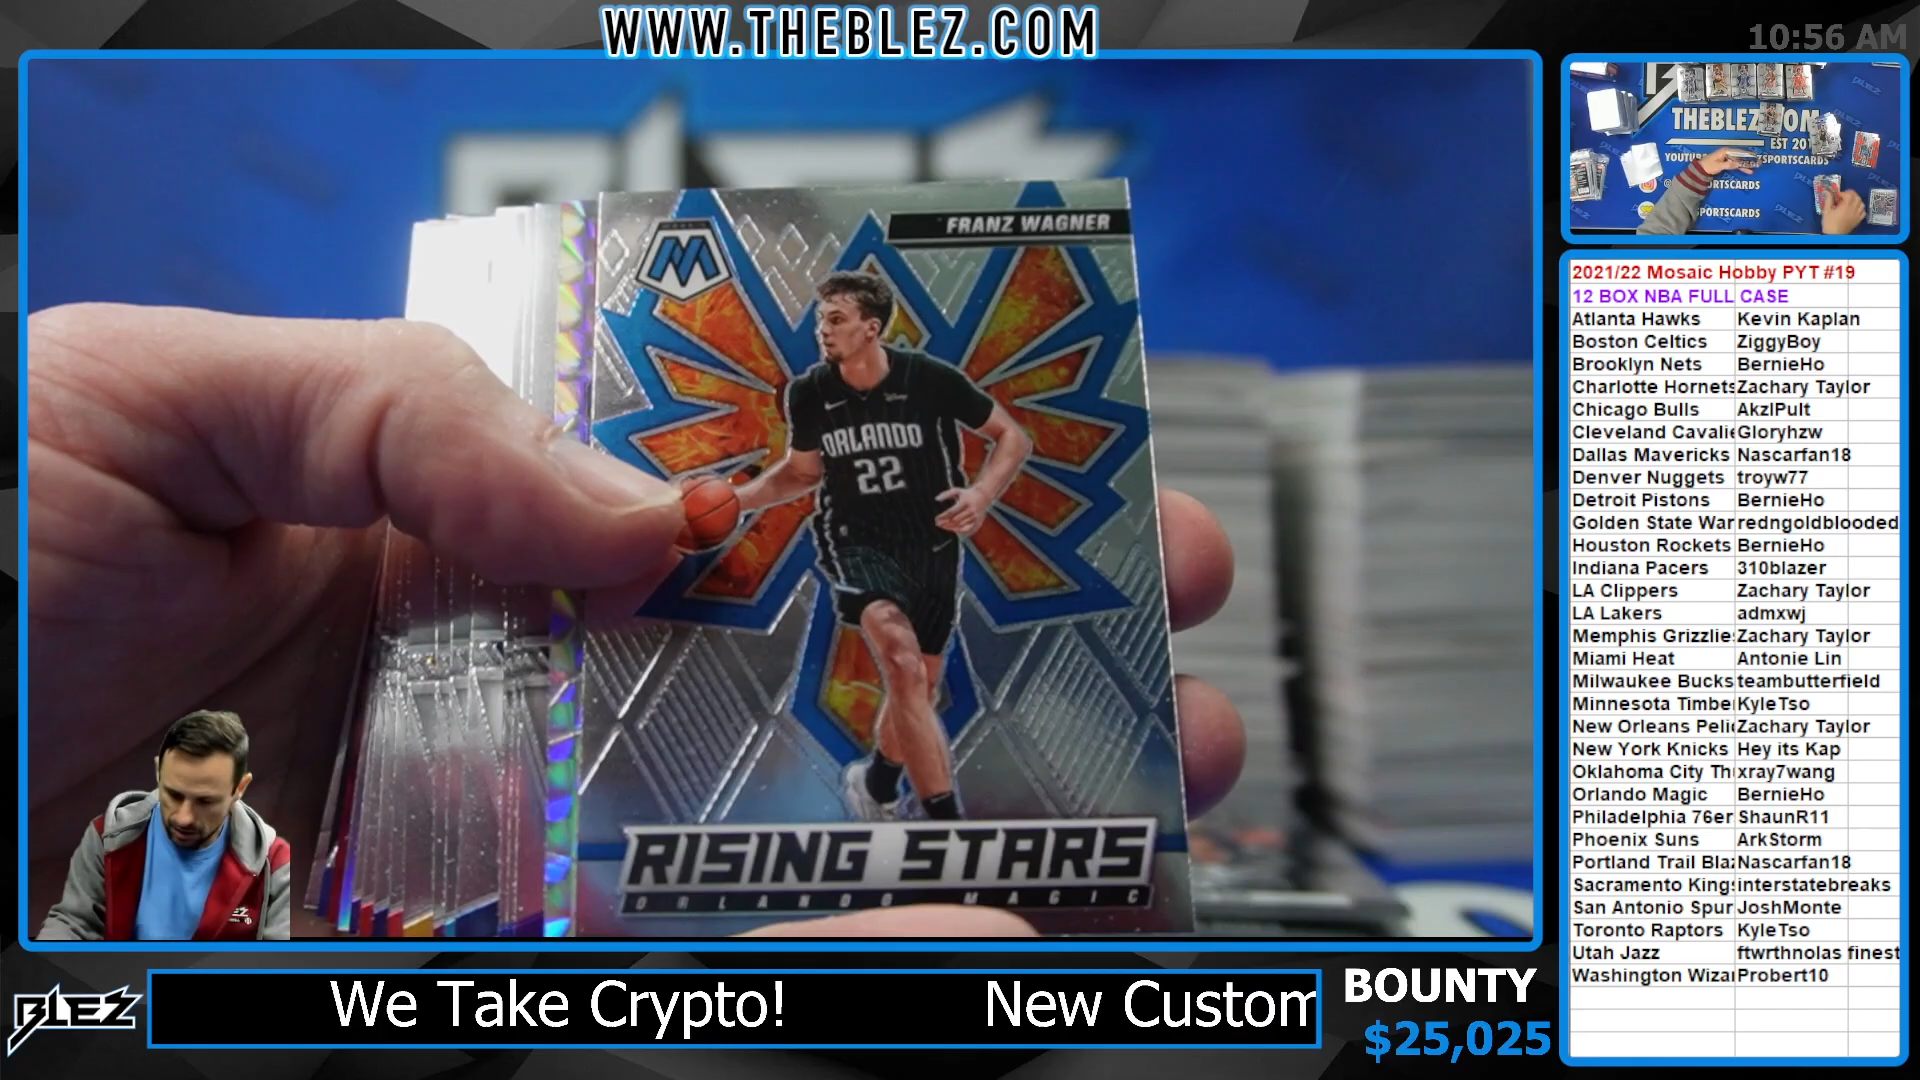 WWW.THEBLEZ.COM
10:56 AM
FRANZ WAGNER
M
ORLANDO
22
RISING STARS
ORLANDO MAGIC
THEBLEZ
EST 201
2021/22 Mosaic Hobby PYT #19
12 BOX NBA FULL CASE
Atlanta Hawks Kevin Kaplan
Boston Celtics ZiggyBoy
Brooklyn Nets BernieHo
Charlotte Hornets Zachary Taylor
Chicago Bulls AkzlPult
Cleveland Cavalie Gloryhzw
Dallas Mavericks Nascarfan18
Denver Nuggets troyw77
Detroit Pistons BernieHo
Golden State War redngoldblooded
Houston Rockets BernieHo
Indiana Pacers 310blazer
LA Clippers Zachary Taylor
LA Lakers admxwj
Memphis Grizzlies Zachary Taylor
Miami Heat Antonie Lin
Milwaukee Bucks teambutterfield
Minnesota Timbe KyleTso
New Orleans Peli Zachary Taylor
New York Knicks Hey its Kap
Oklahoma City Th xray7wang
Orlando Magic BernieHo
Philadelphia 76er ShaunR11
Phoenix Suns ArkStorm
Portland Trail Bla Nascarfan18
Sacramento Kings interstatebreaks
San Antonio Spur JoshMonte
Toronto Raptors KyleTso
Utah Jazz ftwrthnolas finest
Washington Wiza Probert10
BLEZ
We Take Crypto! New Custom
BOUNTY
$25,025